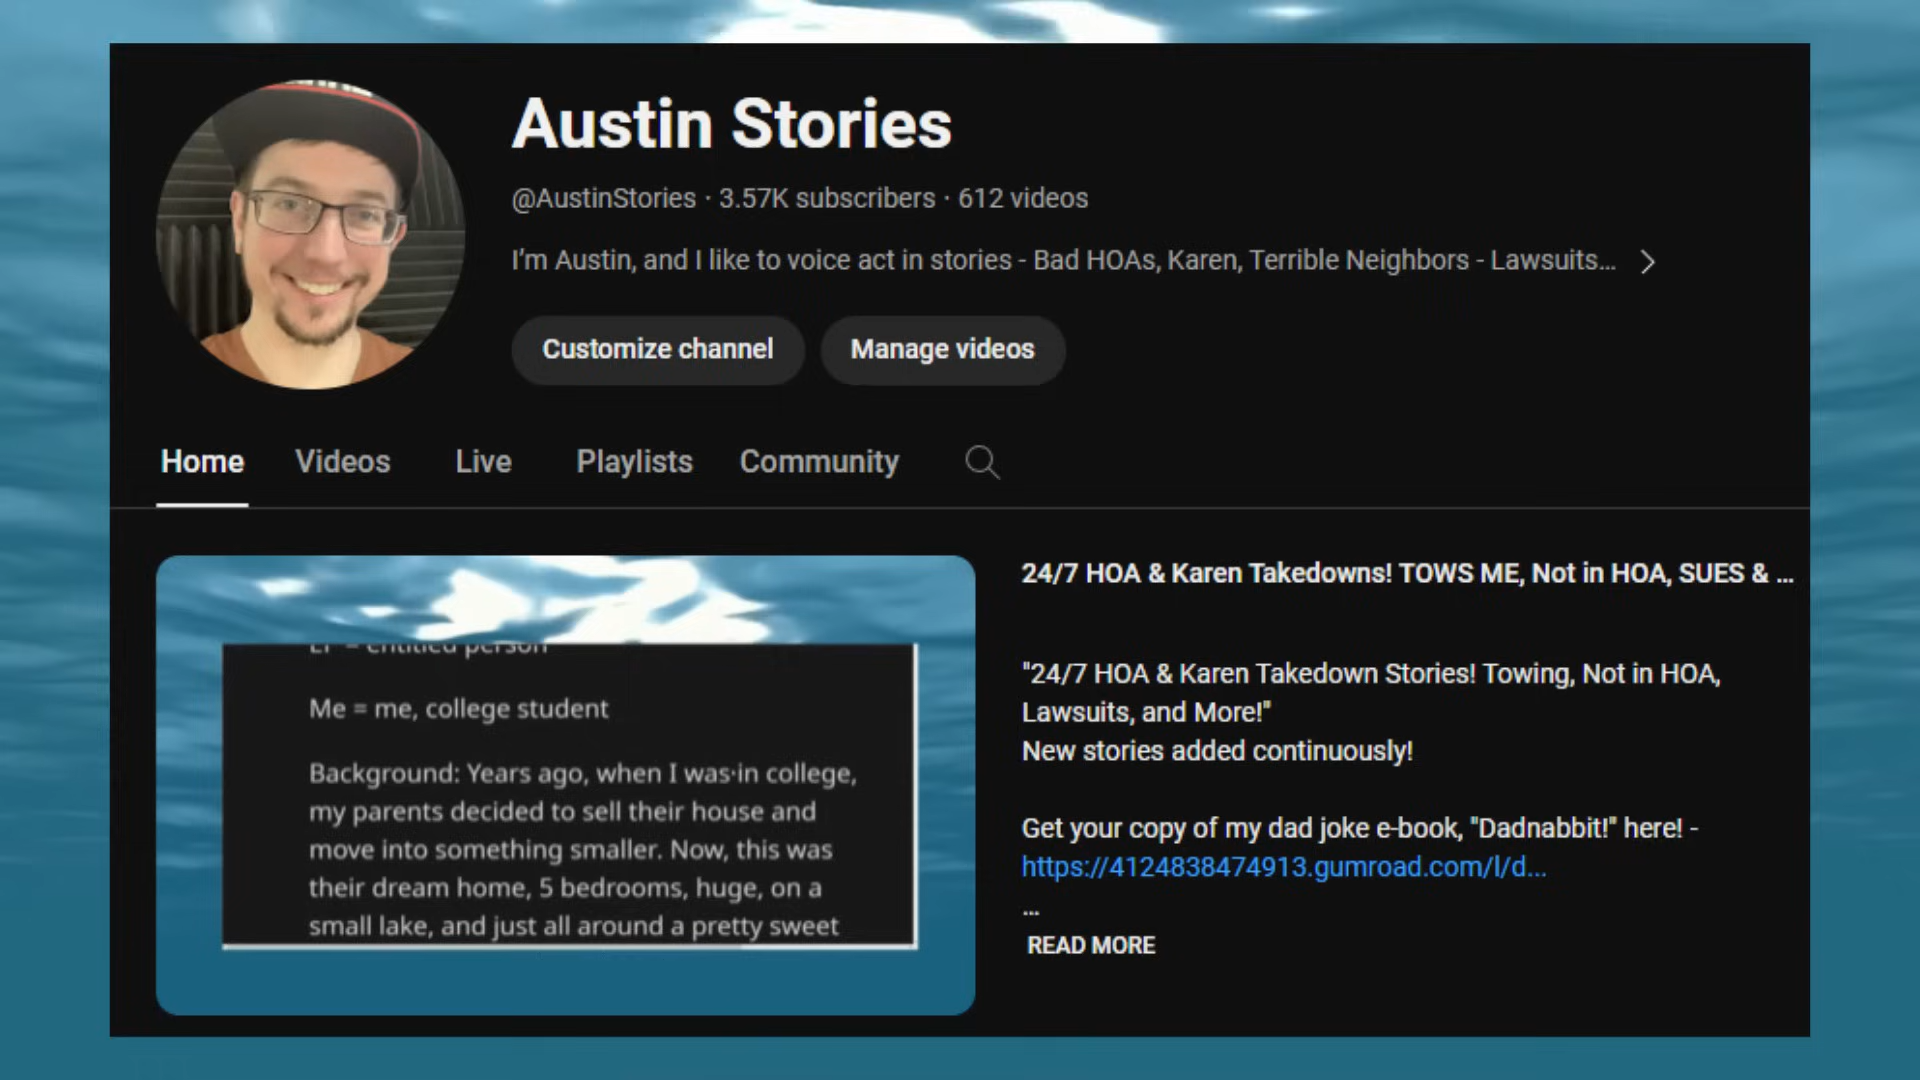 Austin Stories
@AustinStories · 3.57K subscribers · 612 videos
I'm Austin, and I like to voice act in stories - Bad HOAs, Karen, Terrible Neighbors - Lawsuits...
Customize channel
Manage videos
Home
Videos
Live
Playlists
Community
EP = entitled person
Me = me, college student
Background: Years ago, when I was·in college,
my parents decided to sell their house and
move into something smaller. Now, this was
their dream home, 5 bedrooms, huge, on a
small lake, and just all around a pretty sweet
24/7 HOA & Karen Takedowns! TOWS ME, Not in HOA, SUES & ...
"24/7 HOA & Karen Takedown Stories! Towing, Not in HOA,
Lawsuits, and More!"
New stories added continuously!
Get your copy of my dad joke e-book, "Dadnabbit!" here! -
https://4124838474913.gumroad.com/l/d...
...
READ MORE